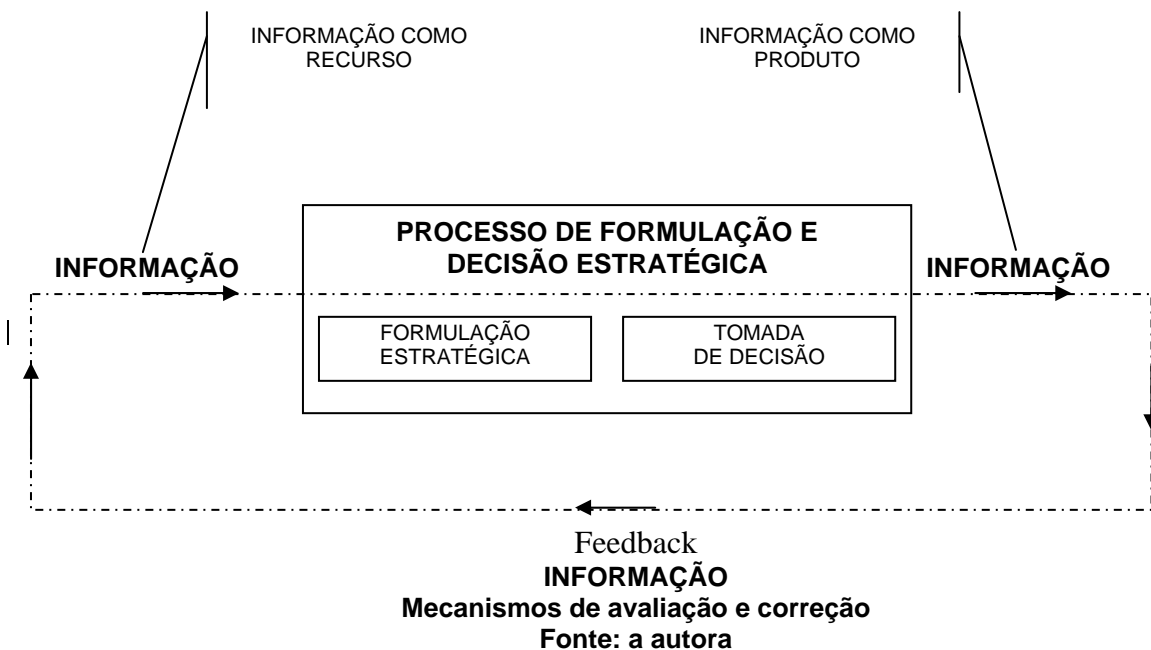 INFORMAÇÃO COMO
RECURSO
INFORMAÇÃO COMO
PRODUTO
PROCESSO DE FORMULAÇÃO E
DECISÃO ESTRATÉGICA
INFORMAÇÃO
INFORMAÇÃO
FORMULAÇÃO
ESTRATÉGICA
TOMADA
DE DECISÃO
Feedback
INFORMAÇÃO
Mecanismos de avaliação e correção
Fonte: a autora